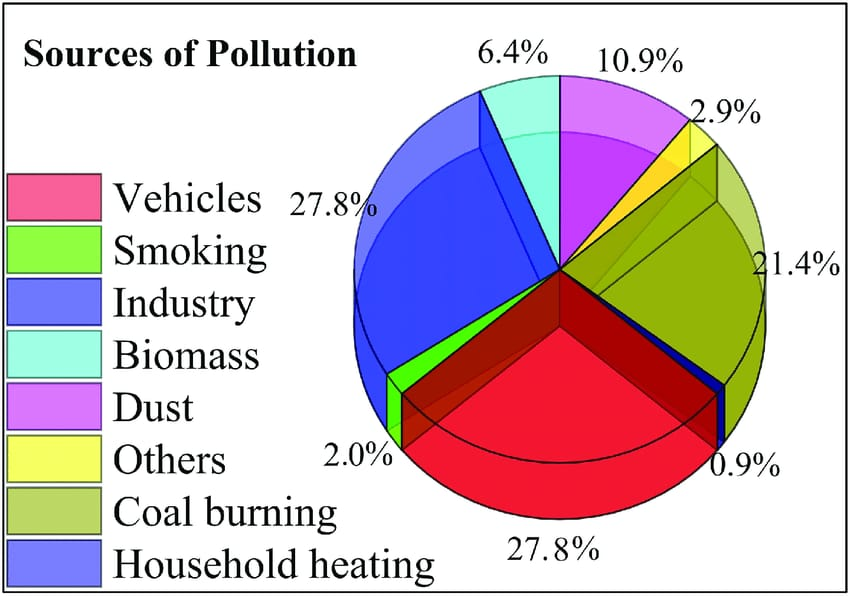 Sources of Pollution
6.4%
10.9%
2.9%
27.8%
21.4%
2.0%
0.9%
27.8%
Vehicles
Smoking
Industry
Biomass
Dust
Others
Coal burning
Household heating